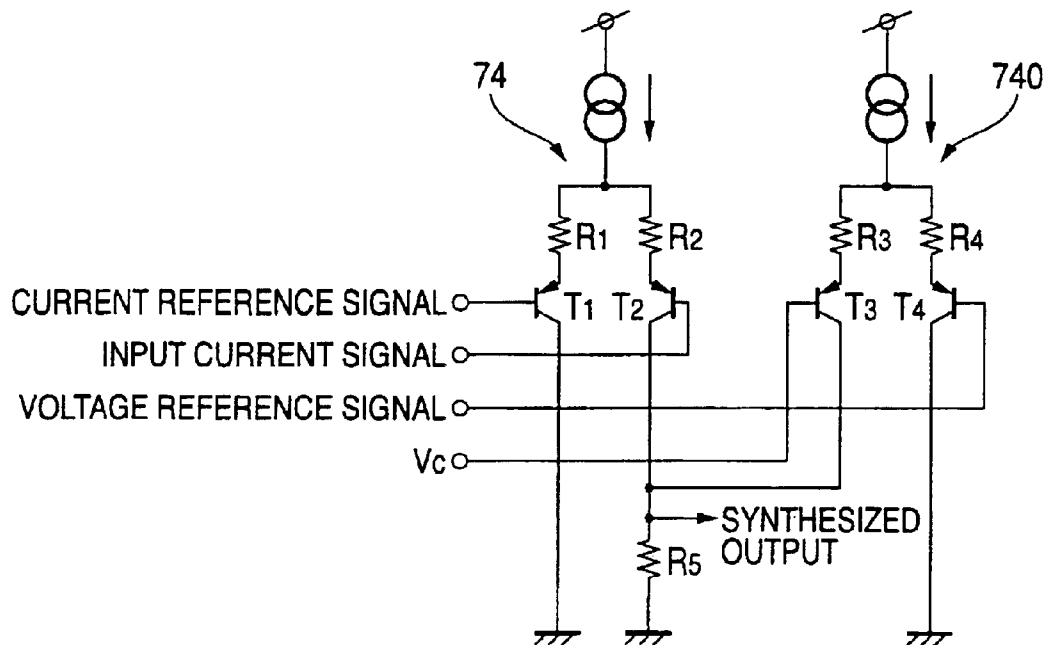 74
740
R1
R2
R3
R4
CURRENT REFERENCE SIGNAL
T1
T2
T3
T4
INPUT CURRENT SIGNAL
VOLTAGE REFERENCE SIGNAL
Vc
SYNTHESIZED
OUTPUT
R5